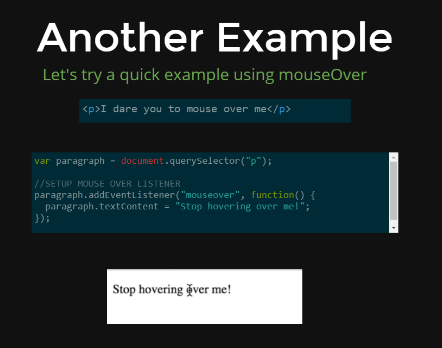 Another Example
Let's try a quick example using mouseOver
<p>I dare you to mouse over me</p>
var paragraph = document.querySelector("p");
//SETUP MOUSE OVER LISTENER
paragraph.addEventListener("mouseover", function() {
  paragraph.textContent = "Stop hovering over me!";
});
Stop hovering over me!